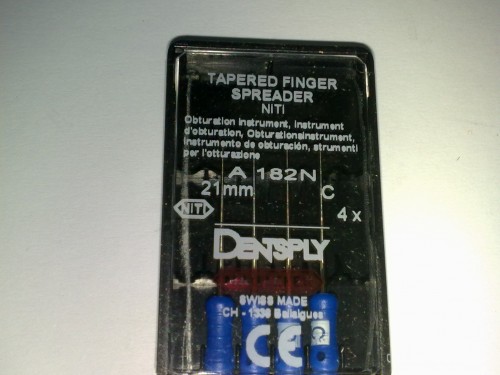 TAPERED FINGER
SPREADER
NITI
Obturation instrument, instrument
d'obturation, Obturationsinstrument,
instrumento de obturación, strumenti
per l'otturazione
A 182N
21mm C
NITI 4 x
DENSPLY
SWISS MADE
CH - 1338 Ballaigues
CE